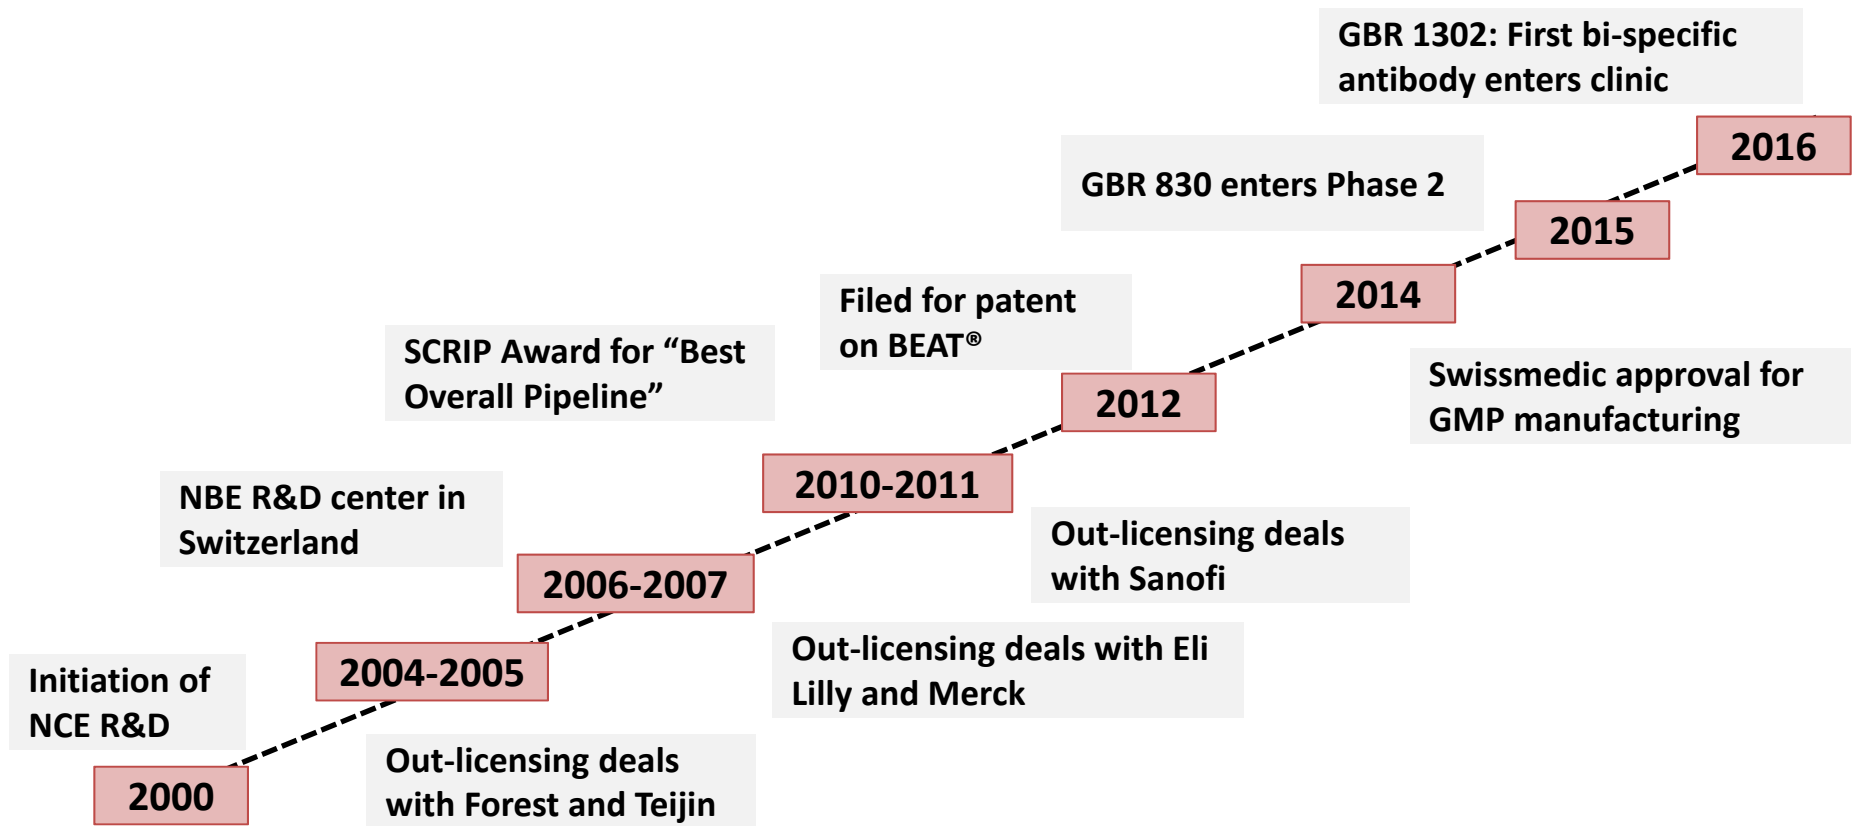 GBR 1302: First bi-specific
antibody enters clinic
2016
GBR 830 enters Phase 2
2015
2014
Filed for patent
on BEAT®
Swissmedic approval for
GMP manufacturing
SCRIP Award for “Best
Overall Pipeline”
2012
2010-2011
NBE R&D center in
Switzerland
Out-licensing deals
with Sanofi
2006-2007
Out-licensing deals with Eli
Lilly and Merck
2004-2005
Initiation of
NCE R&D
Out-licensing deals
with Forest and Teijin
2000